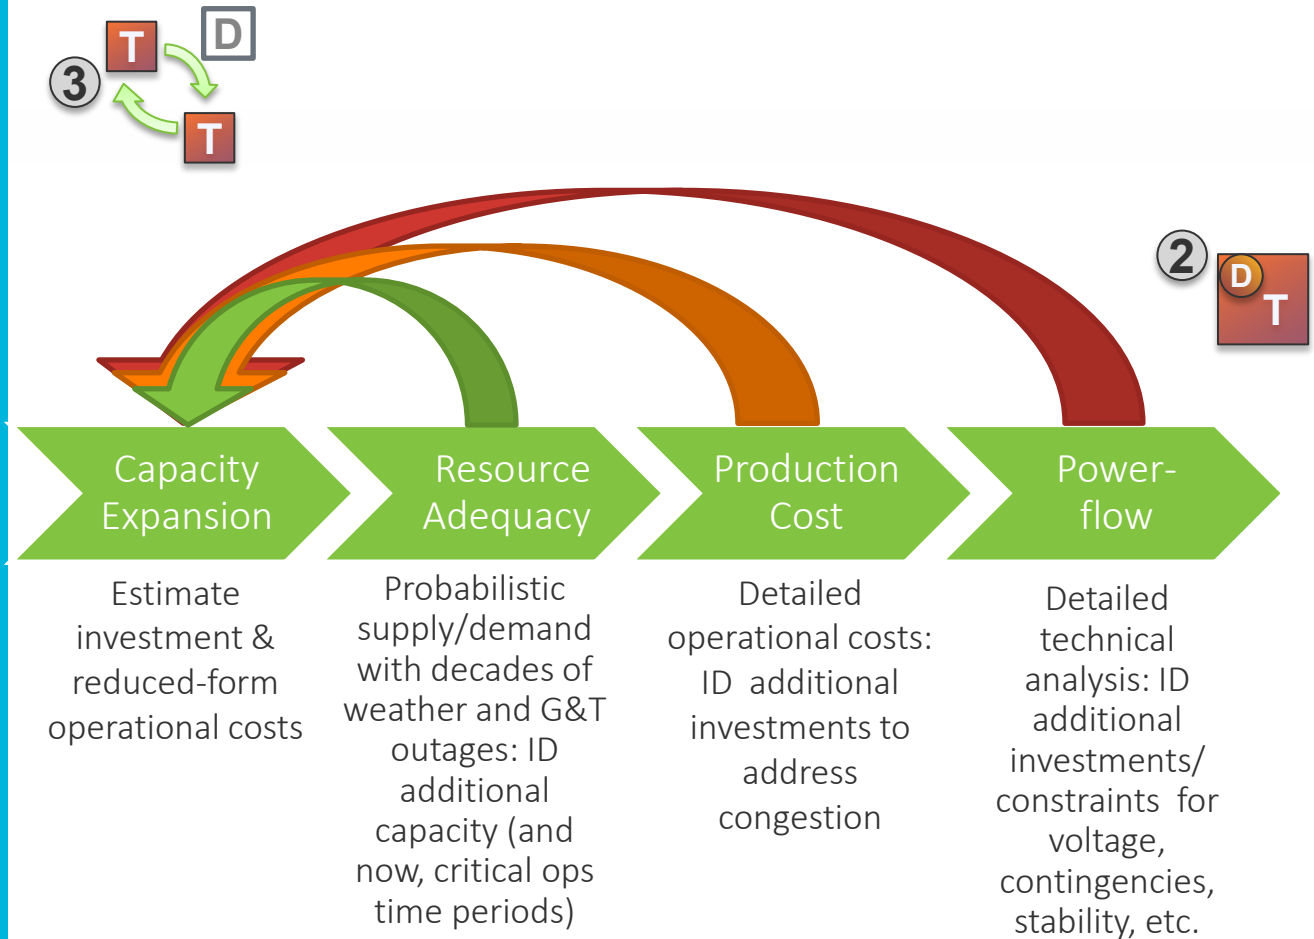 T
D
3
T
2
D
T
Capacity
Expansion
Resource
Adequacy
Production
Cost
Power-
flow
Estimate
investment &
reduced-form
operational costs
Probabilistic
supply/demand
with decades of
weather and G&T
outages: ID
additional
capacity (and
now, critical ops
time periods)
Detailed
operational costs:
ID  additional
investments to
address
congestion
Detailed
technical
analysis: ID
additional
investments/
constraints  for
voltage,
contingencies,
stability, etc.